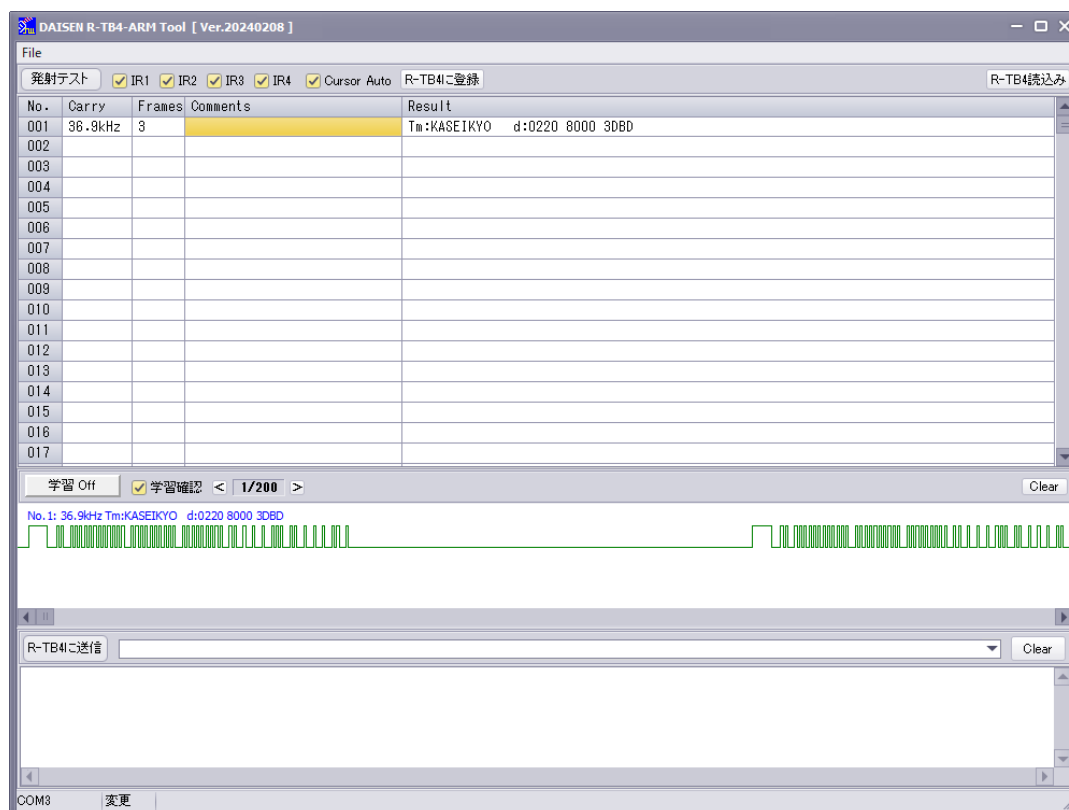 DAISEN R-TB4-ARM Tool [ Ver.20240208 ]
File
発射テスト IR1 IR2 IR3 IR4 Cursor Auto R-TB4に登録 R-TB4読込み
No. Carry Frames Comments Result
001 36.9kHz 3 Tm:KASEIKYO d:0220 8000 3DBD
002
003
004
005
006
007
008
009
010
011
012
013
014
015
016
017
学習 Off 学習確認 < 1/200 > Clear
No.1: 36.9kHz Tm:KASEIKYO d:0220 8000 3DBD
R-TB4に送信 Clear
COM3 変更